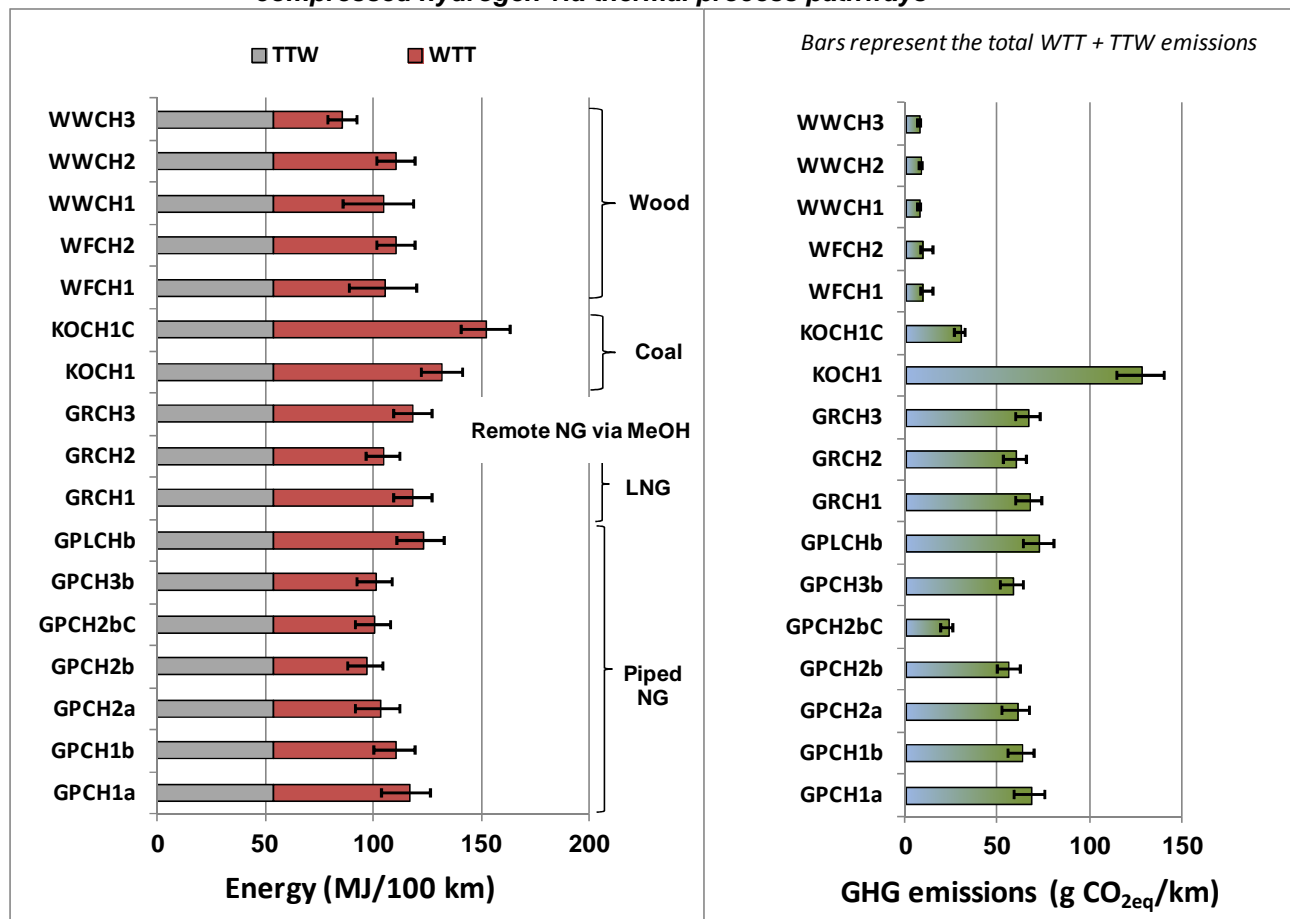 compressed hydrogen via thermal process pathways
TTW WTT
WWCH3
WWCH2
WWCH1
WFCH2
WFCH1
KOCH1C
KOCH1
GRCH3
GRCH2
GRCH1
GPLCHb
GPCH3b
GPCH2bC
GPCH2b
GPCH2a
GPCH1b
GPCH1a
Wood
Coal
Remote NG via MeOH
LNG
Piped
NG
0 50 100 150 200
Energy (MJ/100 km)
Bars represent the total WTT + TTW emissions
WWCH3
WWCH2
WWCH1
WFCH2
WFCH1
KOCH1C
KOCH1
GRCH3
GRCH2
GRCH1
GPLCHb
GPCH3b
GPCH2bC
GPCH2b
GPCH2a
GPCH1b
GPCH1a
0 50 100 150
GHG emissions (g CO2eq/km)